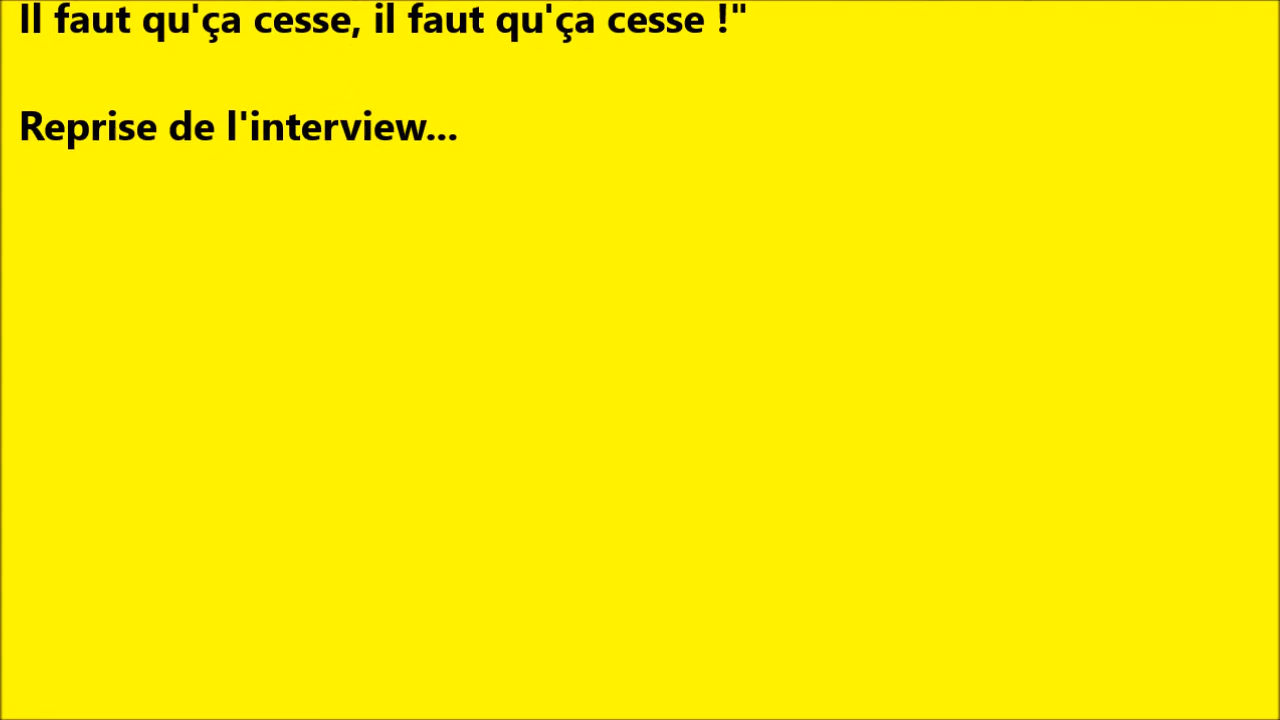 Il faut qu'ça cesse, il faut qu'ça cesse !"
Reprise de l'interview...